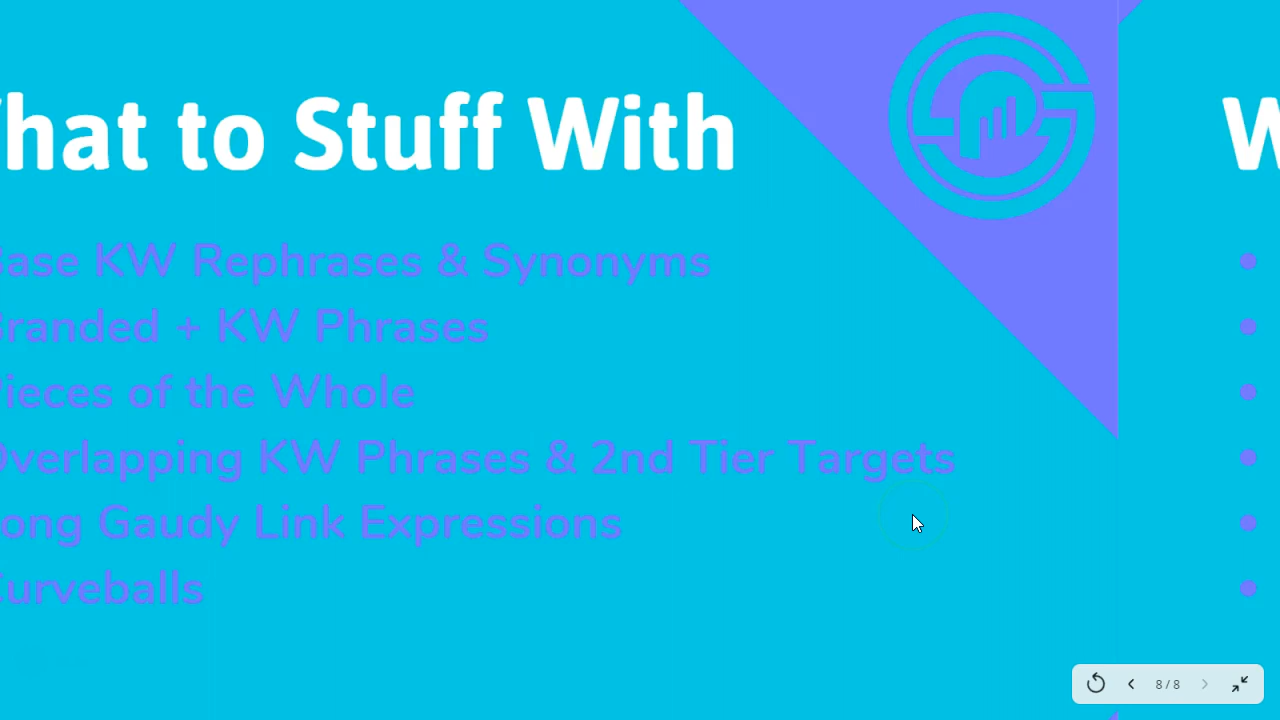 hat to Stuff With
ase KW Rephrases & Synonyms
randed + KW Phrases
ieces of the Whole
Overlapping KW Phrases & 2nd Tier Targets
ong Gaudy Link Expressions
Curveballs
W
8 / 8